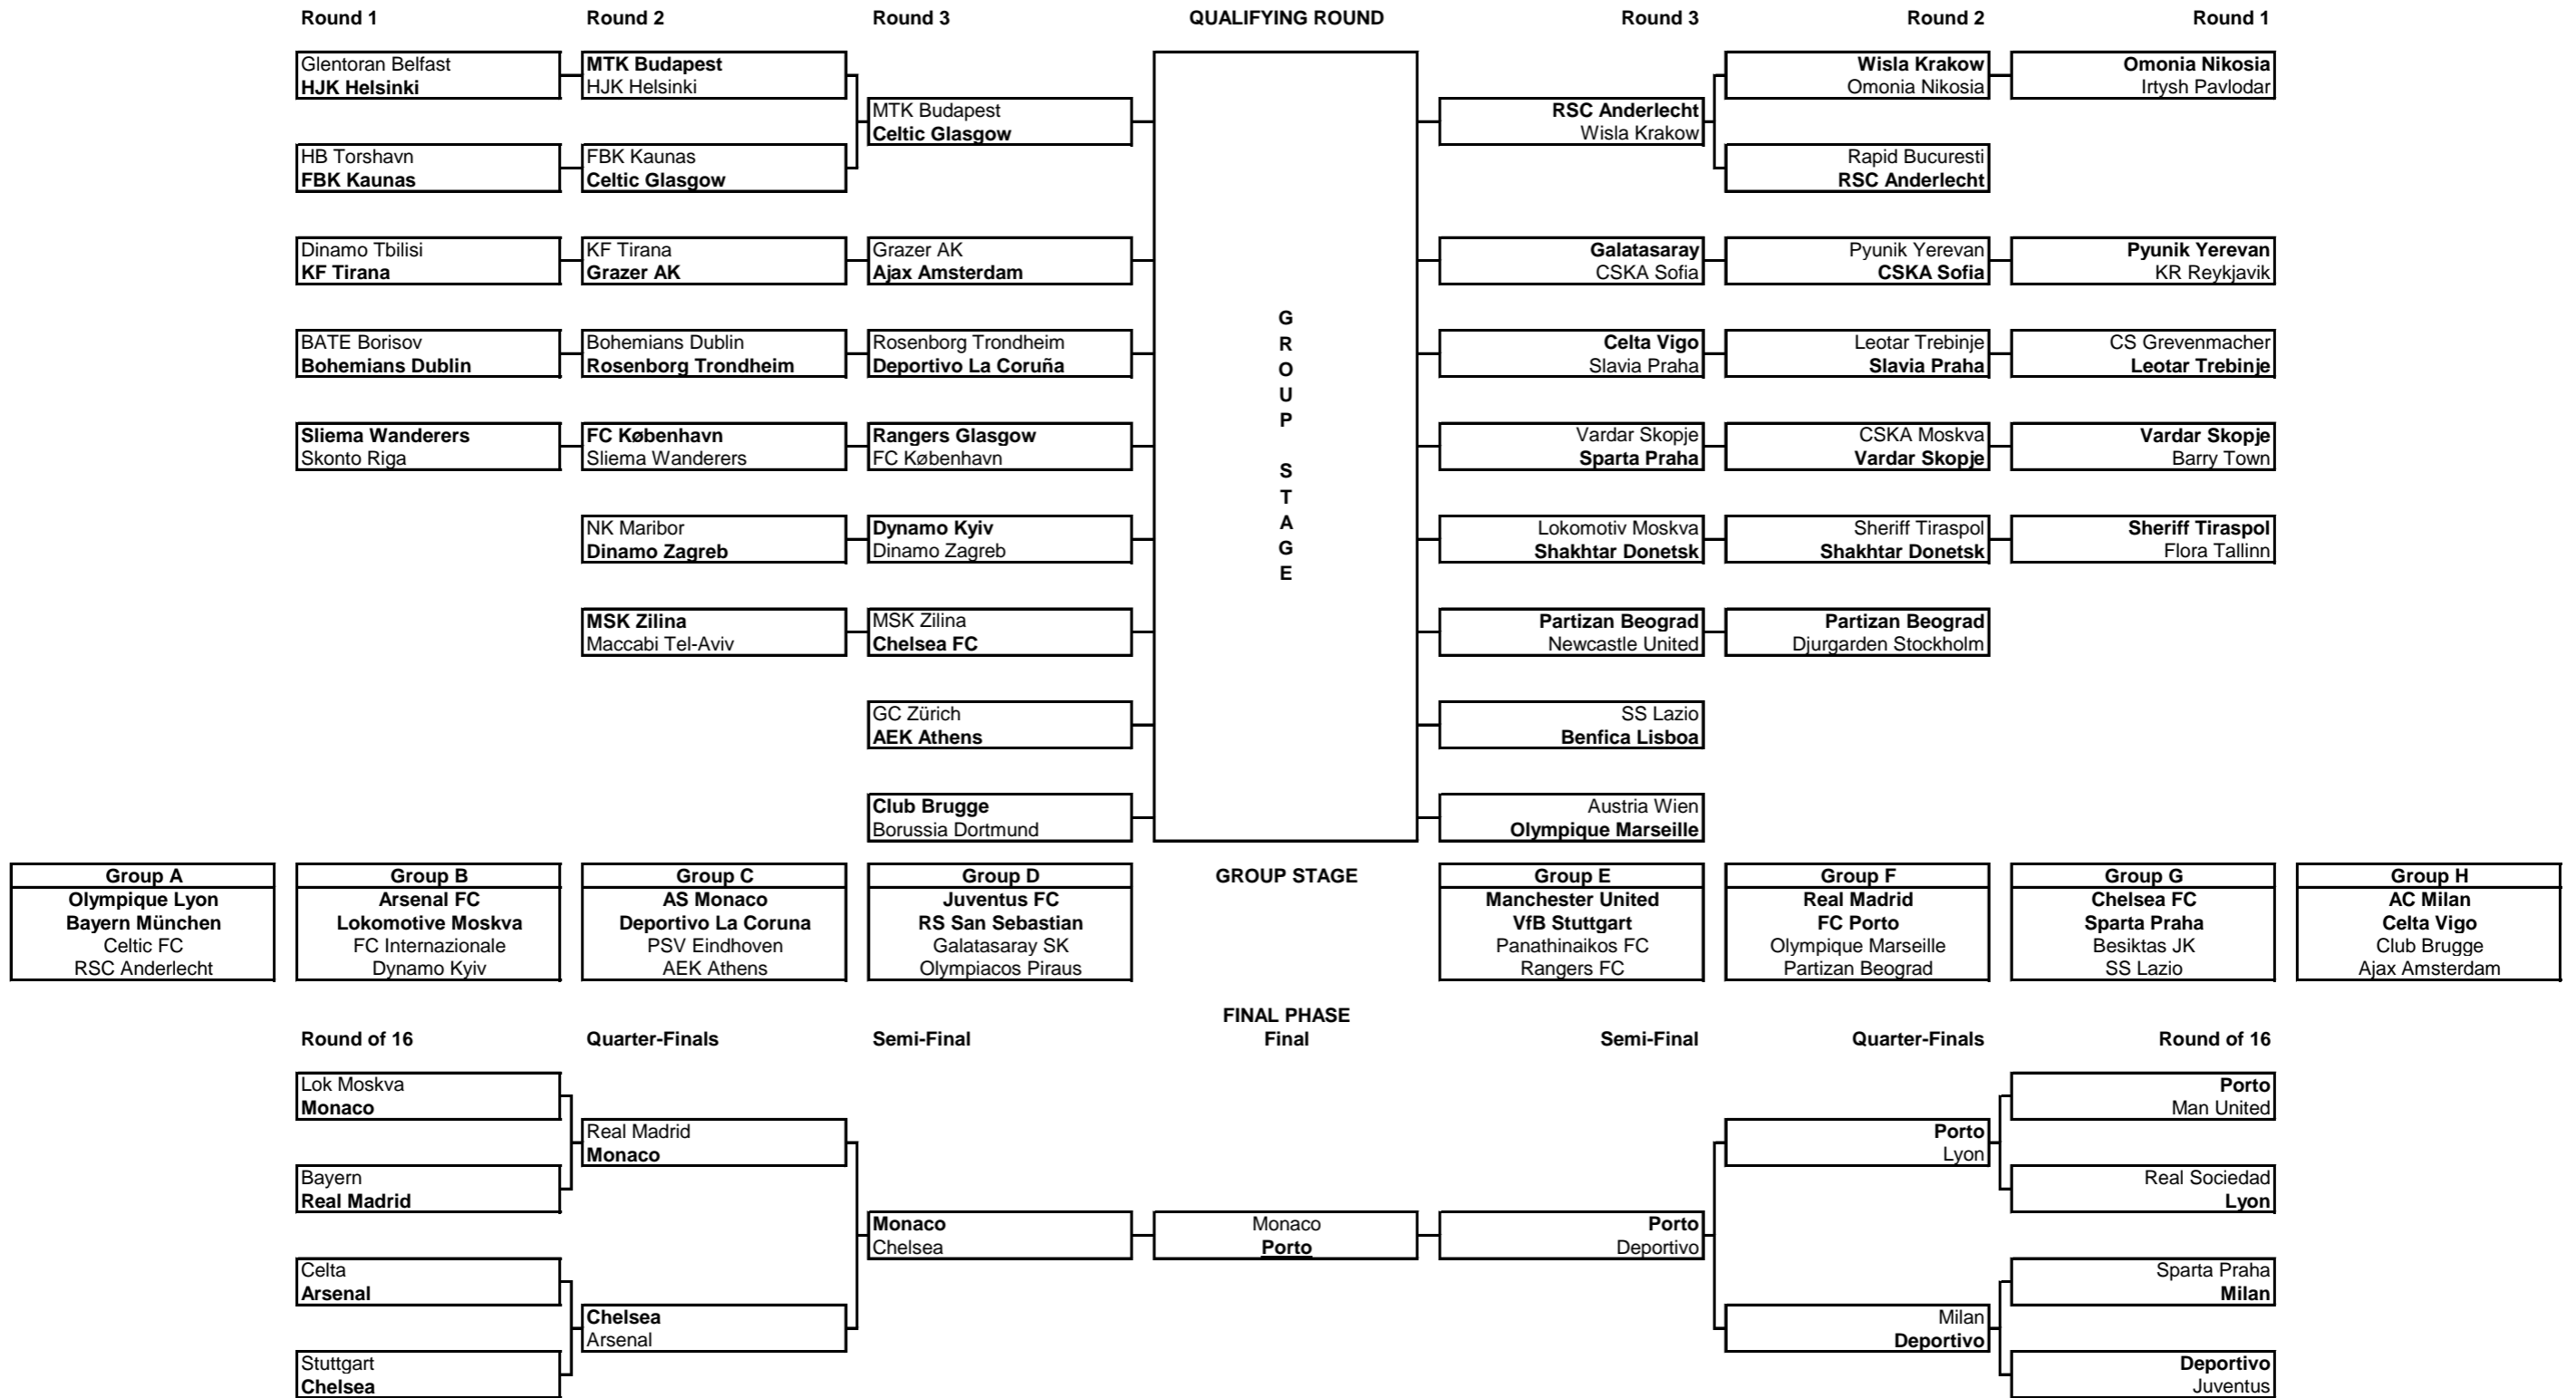 Round 1 Round 2 Round 3 QUALIFYING ROUND Round 3 Round 2 Round 1
Glentoran Belfast MTK Budapest Wisla Krakow Omonia Nikosia
HJK Helsinki HJK Helsinki Omonia Nikosia Irtysh Pavlodar
MTK Budapest RSC Anderlecht
Celtic Glasgow Wisla Krakow
HB Torshavn FBK Kaunas Rapid Bucuresti
FBK Kaunas Celtic Glasgow RSC Anderlecht
Dinamo Tbilisi KF Tirana Grazer AK Galatasaray Pyunik Yerevan Pyunik Yerevan
KF Tirana Grazer AK Ajax Amsterdam CSKA Sofia CSKA Sofia KR Reykjavik
GROUP STAGE
BATE Borisov Bohemians Dublin Rosenborg Trondheim Celta Vigo Leotar Trebinje CS Grevenmacher
Bohemians Dublin Rosenborg Trondheim Deportivo La Coruña Slavia Praha Slavia Praha Leotar Trebinje
Sliema Wanderers FC København Rangers Glasgow Vardar Skopje CSKA Moskva Vardar Skopje
Skonto Riga Sliema Wanderers FC København Sparta Praha Vardar Skopje Barry Town
NK Maribor Dynamo Kyiv Lokomotiv Moskva Sheriff Tiraspol Sheriff Tiraspol
Dinamo Zagreb Dinamo Zagreb Shakhtar Donetsk Shakhtar Donetsk Flora Tallinn
MSK Zilina MSK Zilina Partizan Beograd Partizan Beograd
Maccabi Tel-Aviv Chelsea FC Newcastle United Djurgarden Stockholm
GC Zürich SS Lazio
AEK Athens Benfica Lisboa
Club Brugge Austria Wien
Borussia Dortmund Olympique Marseille
Group A Group B Group C Group D GROUP STAGE Group E Group F Group G Group H
Olympique Lyon Arsenal FC AS Monaco Juventus FC Manchester United Real Madrid Chelsea FC AC Milan
Bayern München Lokomotive Moskva Deportivo La Coruna RS San Sebastian VfB Stuttgart FC Porto Sparta Praha Celta Vigo
Celtic FC FC Internazionale PSV Eindhoven Galatasaray SK Panathinaikos FC Olympique Marseille Besiktas JK Club Brugge
RSC Anderlecht Dynamo Kyiv AEK Athens Olympiacos Piraus Rangers FC Partizan Beograd SS Lazio Ajax Amsterdam
FINAL PHASE
Round of 16 Quarter-Finals Semi-Final Final Semi-Final Quarter-Finals Round of 16
Lok Moskva Porto
Monaco Man United
Real Madrid Porto
Monaco Lyon
Bayern Real Sociedad
Real Madrid Lyon
Monaco Monaco Porto
Chelsea Porto Deportivo
Celta Sparta Praha
Arsenal Milan
Chelsea Milan
Arsenal Deportivo
Stuttgart Deportivo
Chelsea Juventus